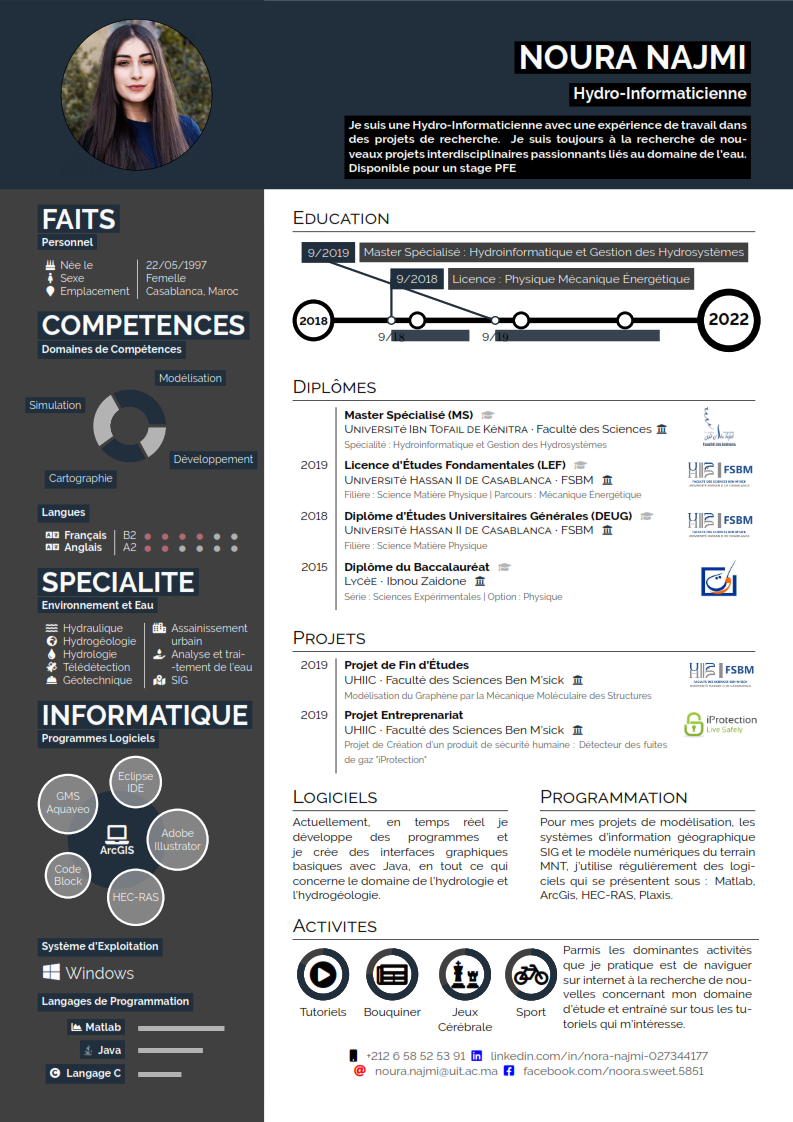 NOURA NAJMI
Hydro-Informaticienne
Je suis une Hydro-Informaticienne avec une expérience de travail dans
des projets de recherche. Je suis toujours à la recherche de nou-
veaux projets interdisciplinaires passionnants liés au domaine de l'eau.
Disponible pour un stage PFE
FAITS
Personnel
Née le 22/05/1997
Sexe Femelle
Emplacement Casablanca, Maroc
COMPETENCES
Domaines de Compétences
Modélisation
Simulation
Développement
Cartographie
Langues
Français B2
Anglais A2
SPECIALITE
Environnement et Eau
Hydraulique
Hydrogéologie
Hydrologie
Télédétection
Géotechnique
Assainissement
urbain
Analyse et trai-
-tement de l'eau
SIG
INFORMATIQUE
Programmes Logiciels
Eclipse
IDE
GMS
Aquaveo
ArcGIS
Adobe
Illustrator
Code
Block
HEC-RAS
Système d'Exploitation
Windows
Langages de Programmation
Matlab
Java
Langage C
EDUCATION
9/2019 Master Spécialisé : Hydroinformatique et Gestion des Hydrosystèmes
9/2018 Licence : Physique Mécanique Énergétique
2018
2022
9/18 9/19
DIPLÔMES
Master Spécialisé (MS)
UNIVERSITÉ IBN TOFAIL DE KÉNITRA · Faculté des Sciences
Spécialité : Hydroinformatique et Gestion des Hydrosystèmes
2019 Licence d'Études Fondamentales (LEF)
UNIVERSITÉ HASSAN II DE CASABLANCA · FSBM
Filière : Science Matière Physique | Parcours : Mécanique Énergétique
FSBM
2018 Diplôme d'Études Universitaires Générales (DEUG)
UNIVERSITÉ HASSAN II DE CASABLANCA · FSBM
Filière : Science Matière Physique
FSBM
2015 Diplôme du Baccalauréat
LYCÉE · Ibnou Zaidone
Série : Sciences Expérimentales | Option : Physique
PROJETS
2019 Projet de Fin d'Études
UHIIC · Faculté des Sciences Ben M'sick
Modélisation du Graphène par la Mécanique Moléculaire des Structures
FSBM
2019 Projet Entreprenariat
UHIIC · Faculté des Sciences Ben M'sick
Projet de Création d'un produit de sécurité humaine : Détecteur des fuites
de gaz "iProtection"
iProtection
Live Safely
LOGICIELS
Actuellement, en temps réel je
développe des programmes et
je crée des interfaces graphiques
basiques avec Java, en tout ce qui
concerne le domaine de l'hydrologie et
l'hydrogéologie.
PROGRAMMATION
Pour mes projets de modélisation, les
systèmes d'information géographique
SIG et le modèle numériques du terrain
MNT, j'utilise régulièrement des logi-
ciels qui se présentent sous : Matlab,
ArcGis, HEC-RAS, Plaxis.
ACTIVITES
Tutoriels
Bouquiner
Jeux
Cérébrale
Sport
Parmis les dominantes activités
que je pratique est de naviguer
sur internet à la recherche de nou-
velles concernant mon domaine
d'étude et entraîné sur tous les tu-
toriels qui m'intéresse.
+212 6 58 52 53 91 linkedin.com/in/nora-najmi-027344177
noura.najmi@uit.ac.ma facebook.com/noora.sweet.5851